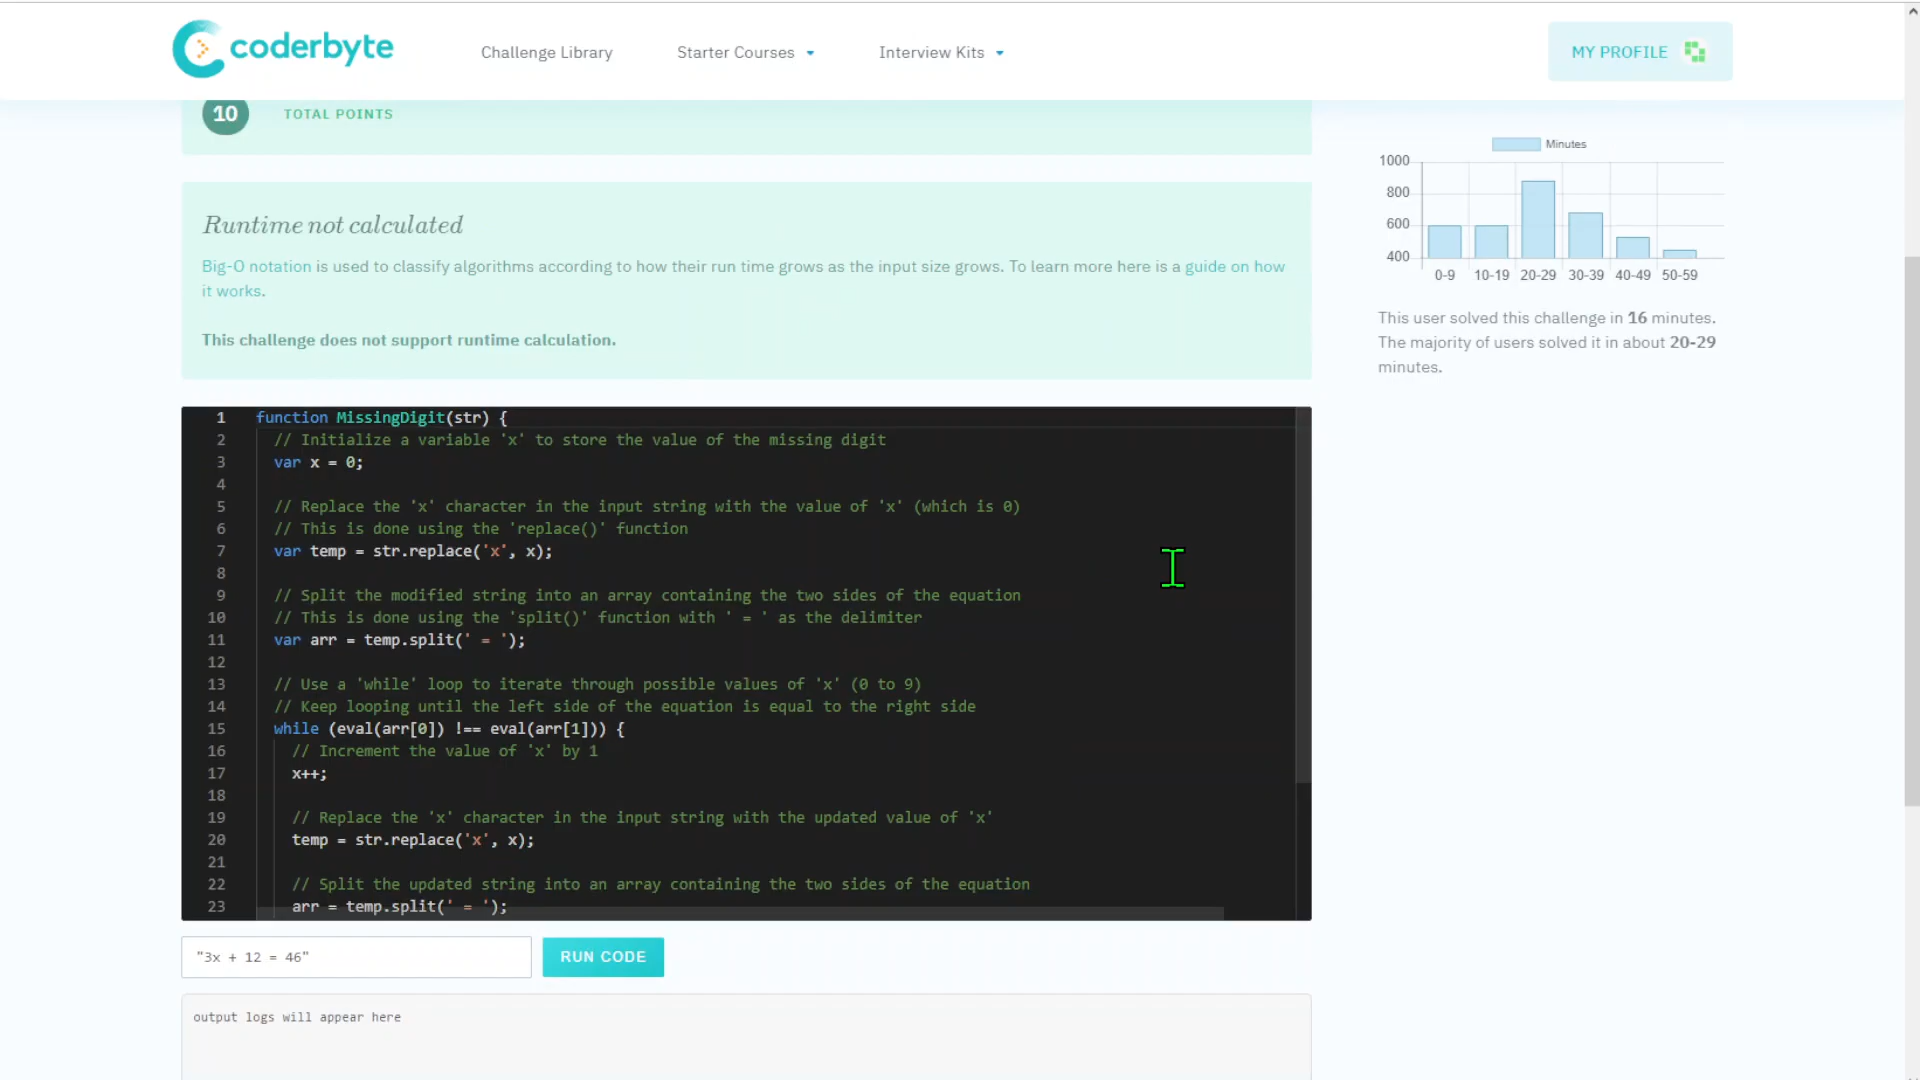 coderbyte
Challenge Library
Starter Courses
Interview Kits
MY PROFILE
10
TOTAL POINTS
Runtime not calculated
Big-O notation is used to classify algorithms according to how their run time grows as the input size grows. To learn more here is a guide on how
it works.
This challenge does not support runtime calculation.
1 function MissingDigit(str) {
2 // Initialize a variable 'x' to store the value of the missing digit
3 var x = 0;
4
5 // Replace the 'x' character in the input string with the value of 'x' (which is 0)
6 // This is done using the 'replace()' function
7 var temp = str.replace('x', x);
8
9 // Split the modified string into an array containing the two sides of the equation
10 // This is done using the 'split()' function with ' = ' as the delimiter
11 var arr = temp.split(' = ');
12
13 // Use a 'while' loop to iterate through possible values of 'x' (0 to 9)
14 // Keep looping until the left side of the equation is equal to the right side
15 while (eval(arr[0]) !== eval(arr[1])) {
16 // Increment the value of 'x' by 1
17 x++;
18
19 // Replace the 'x' character in the input string with the updated value of 'x'
20 temp = str.replace('x', x);
21
22 // Split the updated string into an array containing the two sides of the equation
23 arr = temp.split(' = ');
"3x + 12 = 46"
RUN CODE
output logs will appear here
Minutes
1000
800
600
400
0-9 10-19 20-29 30-39 40-49 50-59
This user solved this challenge in 16 minutes.
The majority of users solved it in about 20-29
minutes.